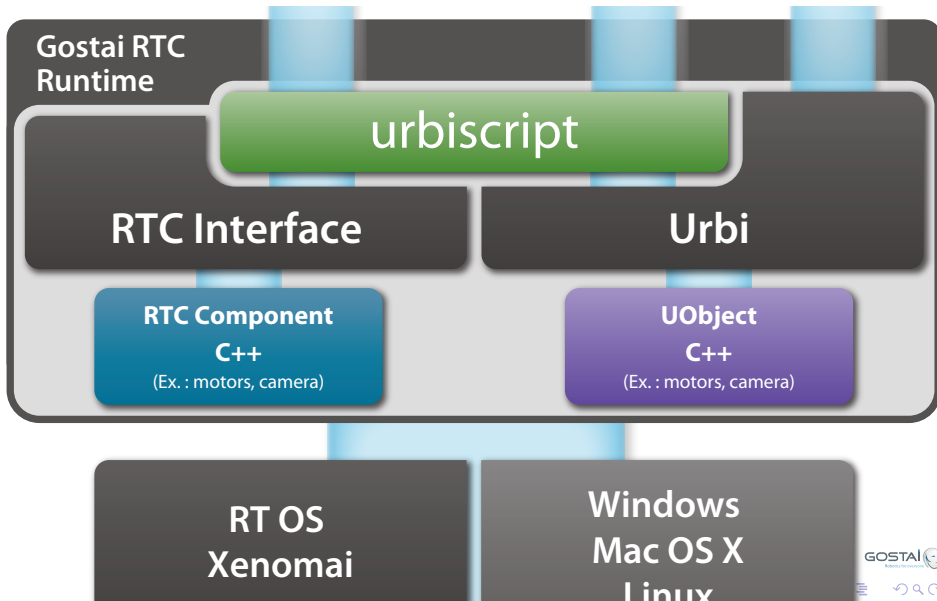 Gostai RTC
Runtime
urbiscript
RTC Interface
Urbi
RTC Component
C++
(Ex. : motors, camera)
UObject
C++
(Ex. : motors, camera)
RT OS
Xenomai
Windows
Mac OS X
Linux
GOSTAI